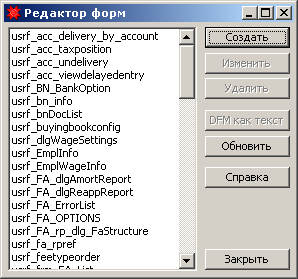 Редактор форм
usrf_acc_delivery_by_account
usrf_acc_taxposition
usrf_acc_undelivery
usrf_acc_viewdelayedentry
usrf_BN_BankOption
usrf_bn_info
usrf_bnDocList
usrf_buyingbookconfig
usrf_dlgWageSettings
usrf_EmplInfo
usrf_EmplWageInfo
usrf_FA_dlgAmortReport
usrf_FA_dlgReappReport
usrf_FA_ErrorList
usrf_FA_OPTIONS
usrf_FA_rp_dlg_FaStructure
usrf_fa_rpref
usrf_feetypeorder
Создать
Изменить
Удалить
DFM как текст
Обновить
Справка
Закрыть